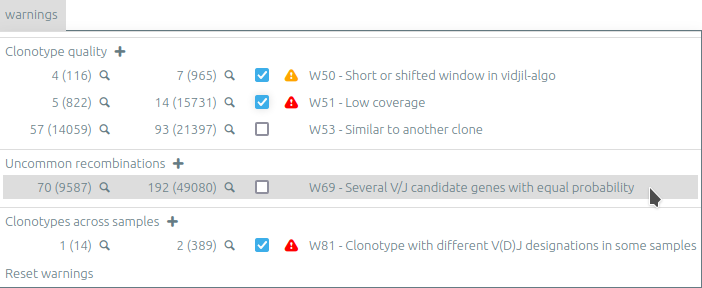 warnings
Clonotype quality +
4 (116) 7 (965) W50 - Short or shifted window in vidjil-algo
5 (822) 14 (15731) W51 - Low coverage
57 (14059) 93 (21397) W53 - Similar to another clone
Uncommon recombinations +
70 (9587) 192 (49080) W69 - Several V/J candidate genes with equal probability
Clonotypes across samples +
1 (14) 2 (389) W81 - Clonotype with different V(D)J designations in some samples
Reset warnings